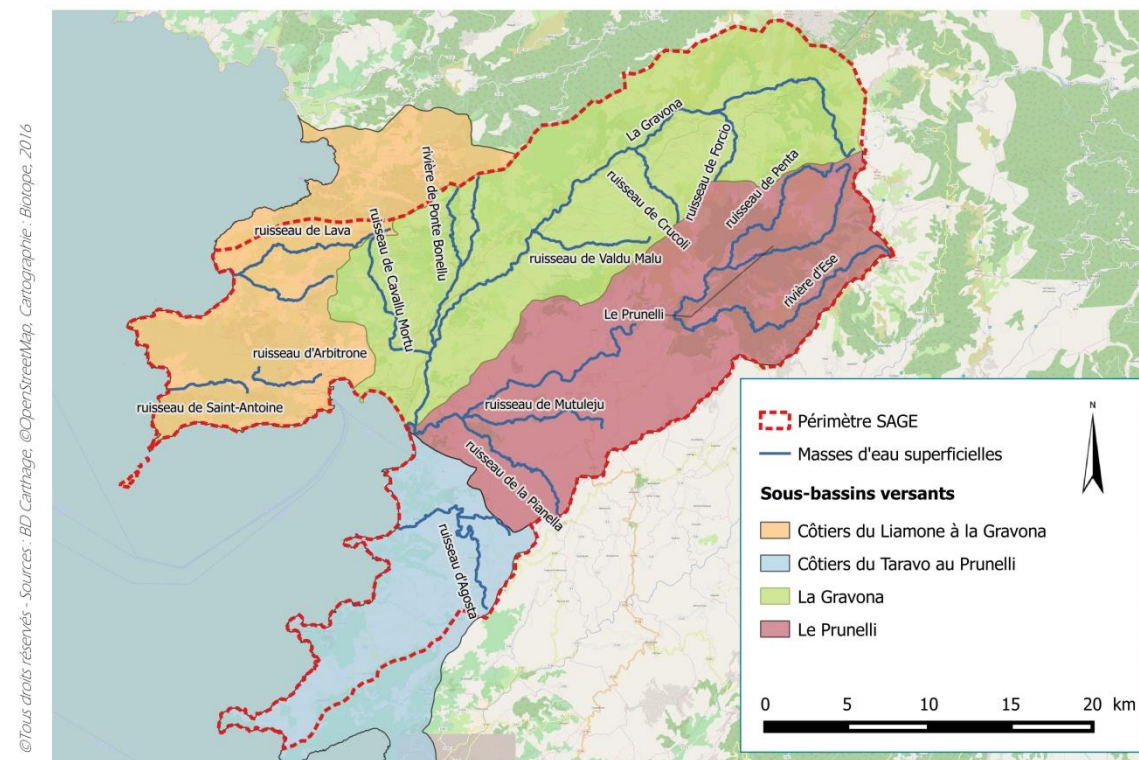 ©Tous droits réservés - Sources : BD Carthage, ©OpenStreetMap, Cartographie : Biotope, 2016
La Gravona
ruisseau de Forcio
rivière de Ponte Bonellu
ruisseau de Penta
ruisseau de Crucoli
ruisseau de Lava
ruisseau de Cavallu Mortu
ruisseau de Valdu Malu
rivière d'Ese
Le Prunelli
ruisseau d'Arbitrone
ruisseau de Saint-Antoine
ruisseau de Mutuleju
ruisseau de la Pianella
ruisseau d'Agosta
N
Périmètre SAGE
Masses d'eau superficielles
Sous-bassins versants
Côtiers du Liamone à la Gravona
Côtiers du Taravo au Prunelli
La Gravona
Le Prunelli
0 5 10 15 20 km